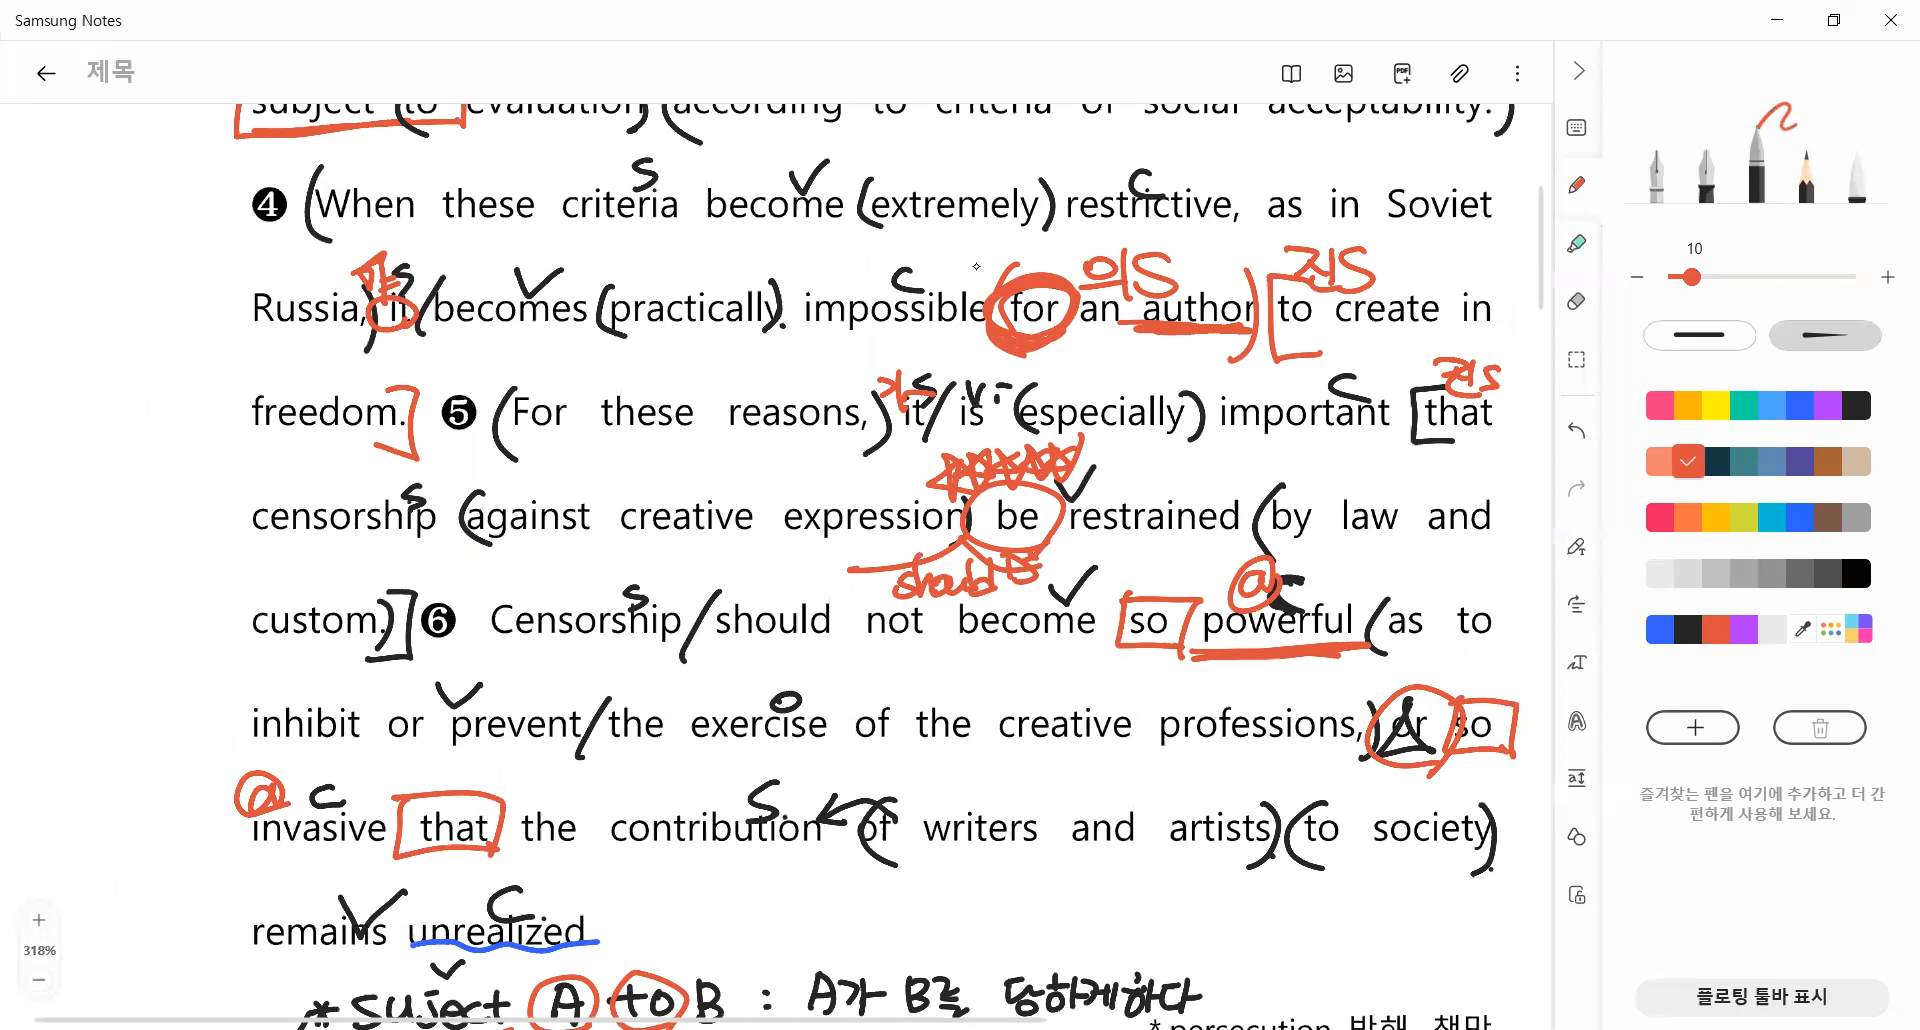 Samsung Notes
제목
subject to evaluation (according to criteria of social acceptability.)
S V C
❹ (When these criteria become (extremely) restrictive, as in Soviet
S V C 의S 진S
Russia,) it / becomes (practically) impossible (for an author) [to create in
S V C 진S
freedom.] ❺ (For these reasons,) it / is (especially) important [that
S V
censorship (against creative expression) be restrained (by law and
should
S V C
custom.)] ❻ Censorship / should not become so powerful (as to
V O
inhibit or prevent / the exercise of the creative professions,) or so
ⓐ C S
invasive that the contribution (of writers and artists) (to society)
V C
remains unrealized
V
* subject A to B : A가 B를 당하게하다
* persecution 박해, 책망
10
즐겨찾는 펜을 여기에 추가하고 더 간
편하게 사용해 보세요.
플로팅 툴바 표시
318%